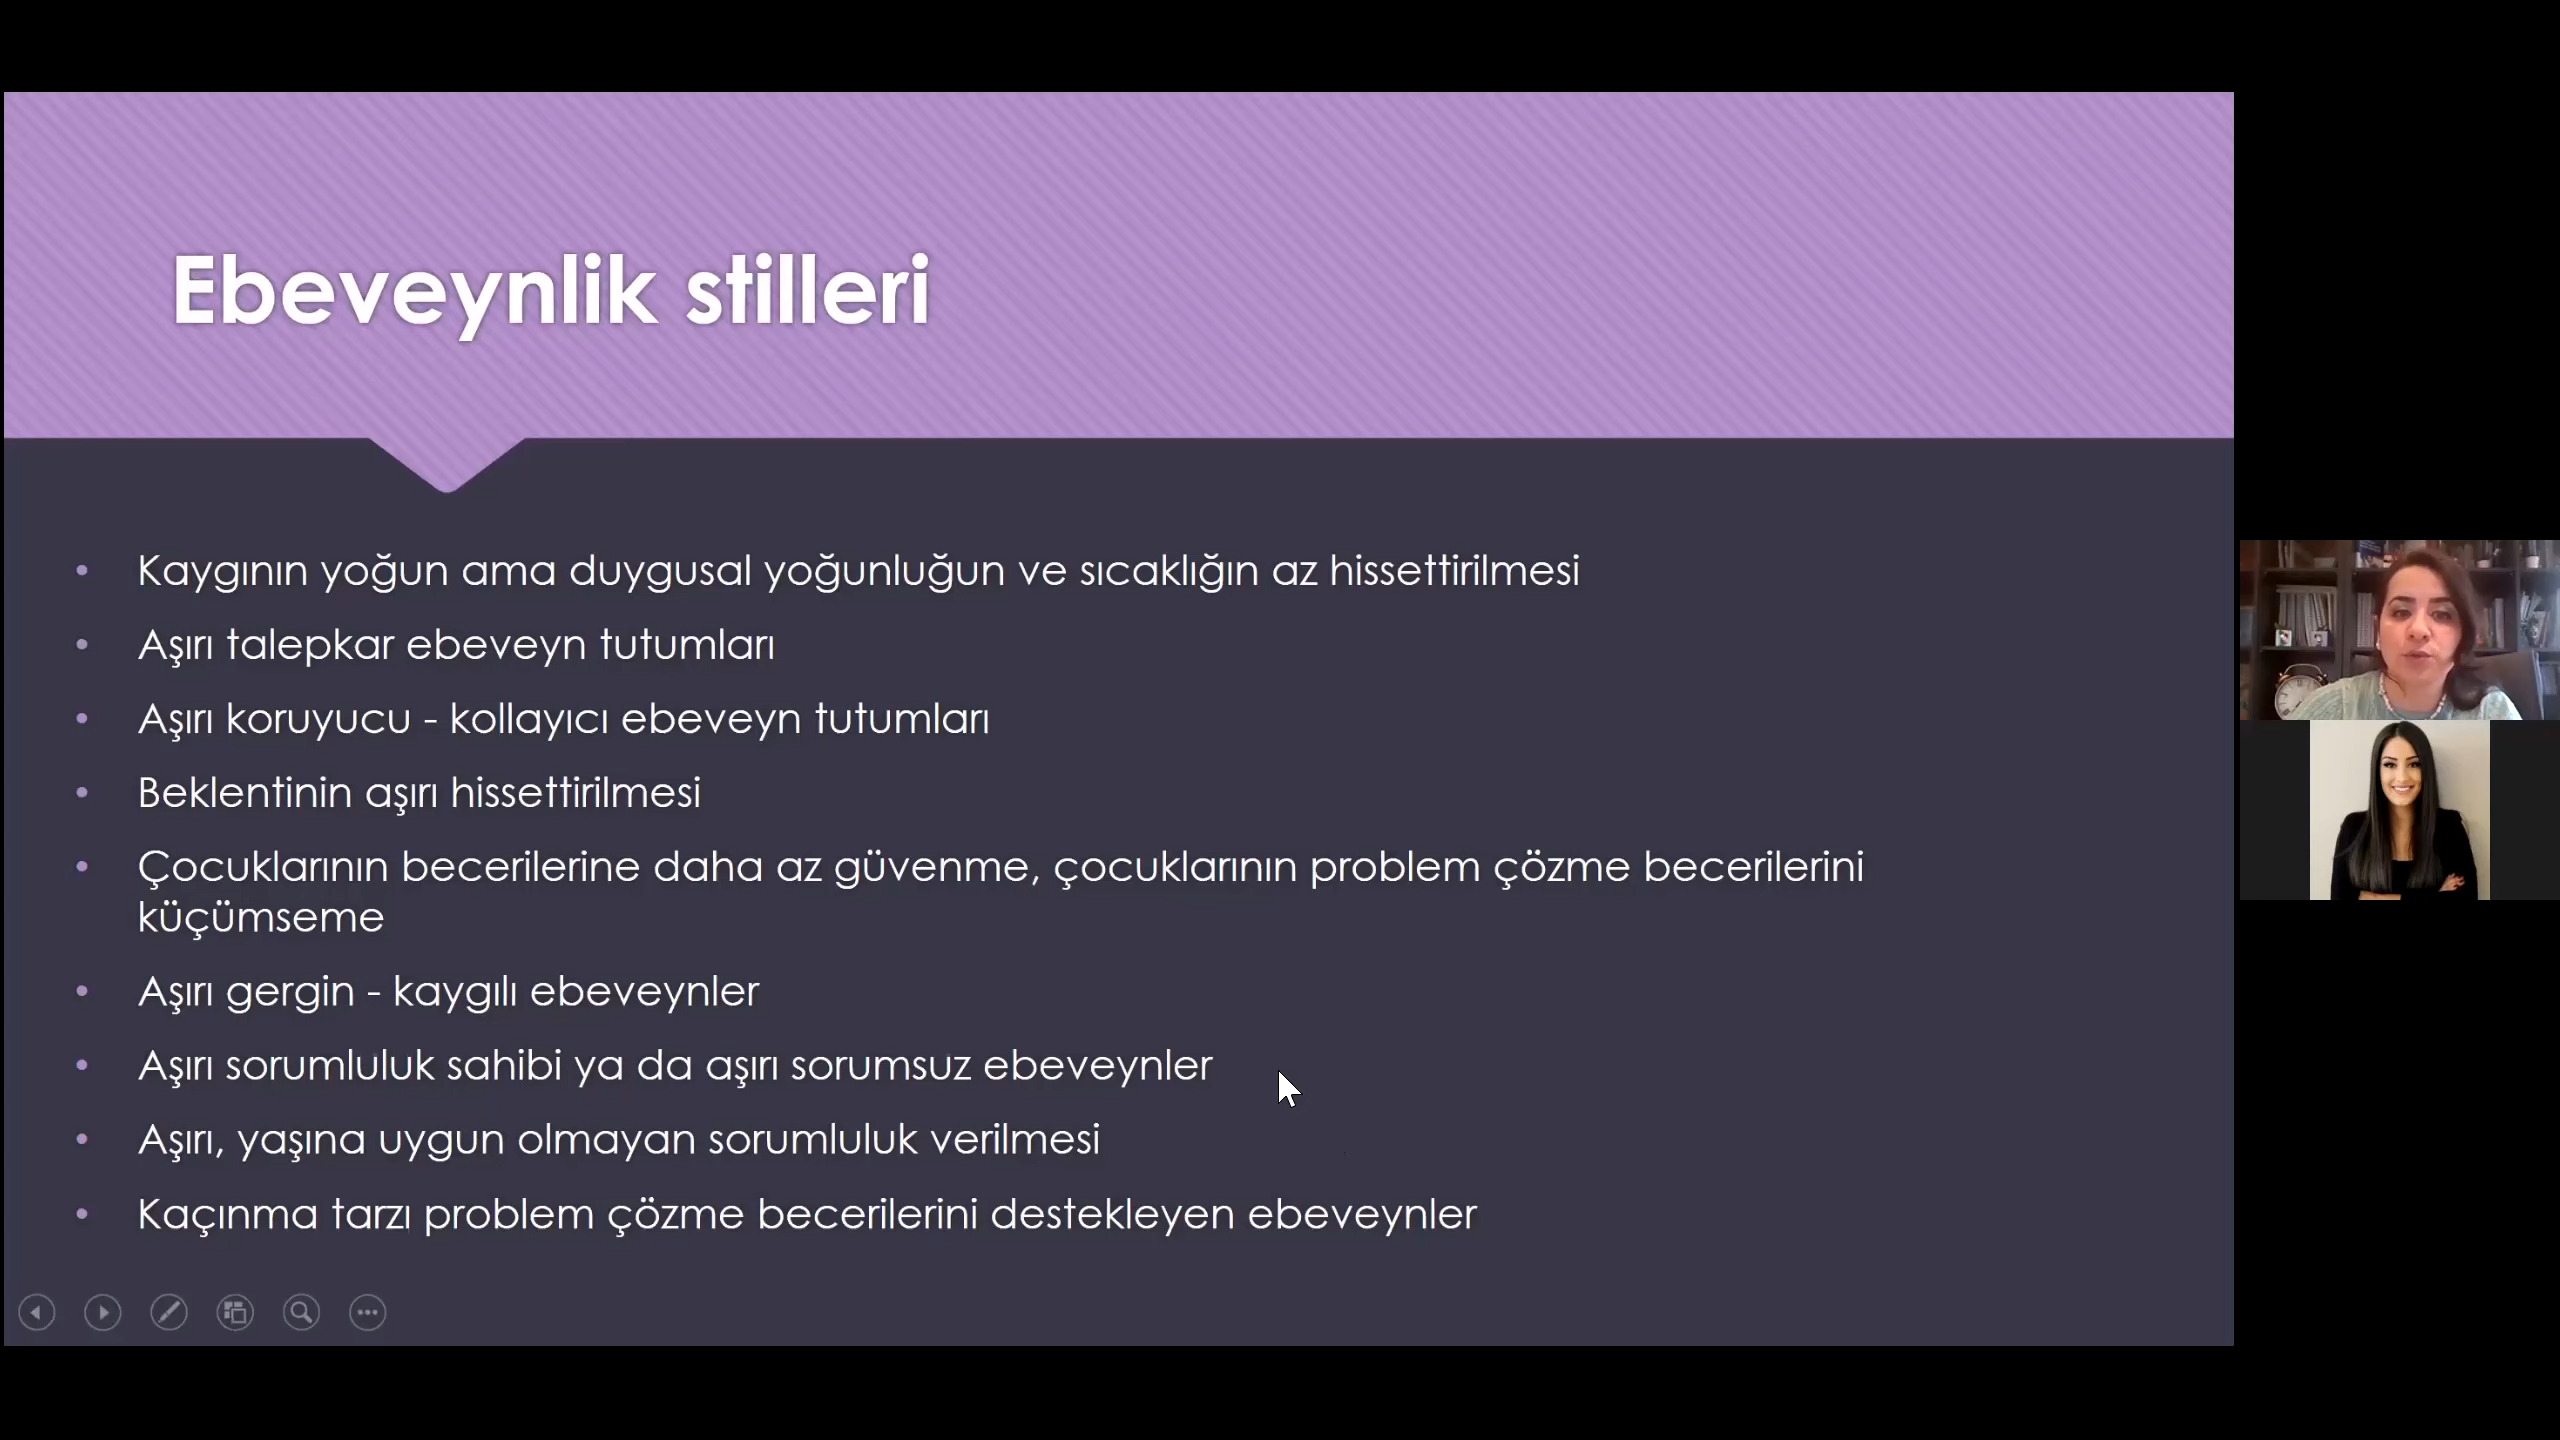 Ebeveynlik stilleri
• Kaygının yoğun ama duygusal yoğunluğun ve sıcaklığın az hissettirilmesi
• Aşırı talepkar ebeveyn tutumları
• Aşırı koruyucu - kollayıcı ebeveyn tutumları
• Beklentinin aşırı hissettirilmesi
• Çocuklarının becerilerine daha az güvenme, çocuklarının problem çözme becerilerini
küçümseme
• Aşırı gergin - kaygılı ebeveynler
• Aşırı sorumluluk sahibi ya da aşırı sorumsuz ebeveynler
• Aşırı, yaşına uygun olmayan sorumluluk verilmesi
• Kaçınma tarzı problem çözme becerilerini destekleyen ebeveynler